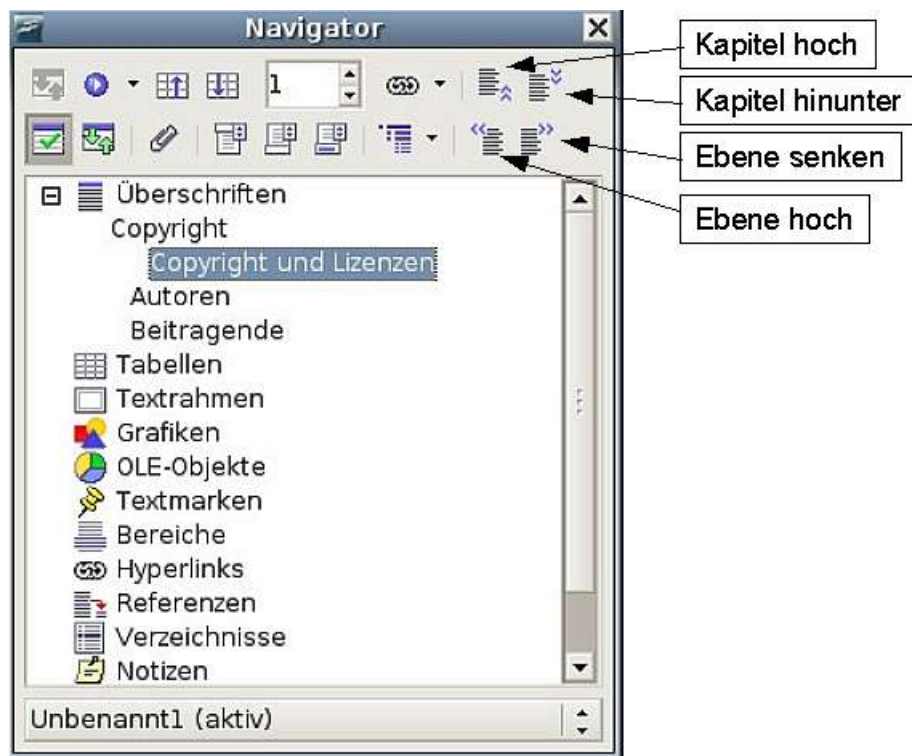 Navigator
1
Kapitel hoch
Kapitel hinunter
Ebene senken
Ebene hoch
Überschriften
Copyright
Copyright und Lizenzen
Autoren
Beitragende
Tabellen
Textrahmen
Grafiken
OLE-Objekte
Textmarken
Bereiche
Hyperlinks
Referenzen
Verzeichnisse
Notizen
Unbenannt1 (aktiv)